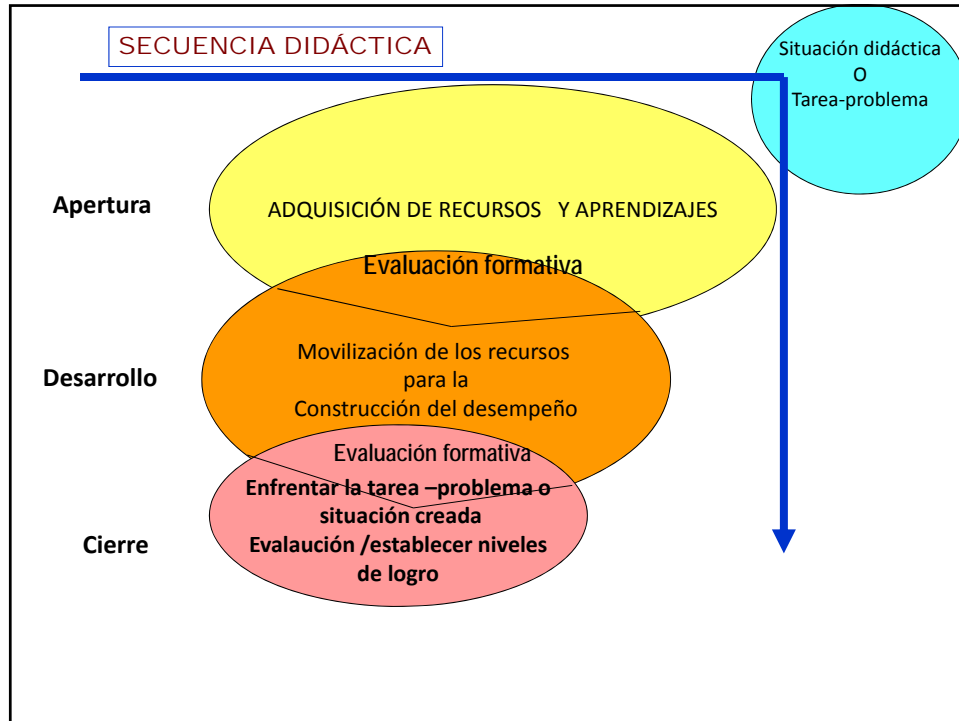 SECUENCIA DIDÁCTICA
Situación didáctica
O
Tarea-problema
Apertura
ADQUISICIÓN DE RECURSOS Y APRENDIZAJES
Evaluación formativa
Desarrollo
Movilización de los recursos
para la
Construcción del desempeño
Evaluación formativa
Cierre
Enfrentar la tarea –problema o
situación creada
Evalaución /establecer niveles
de logro